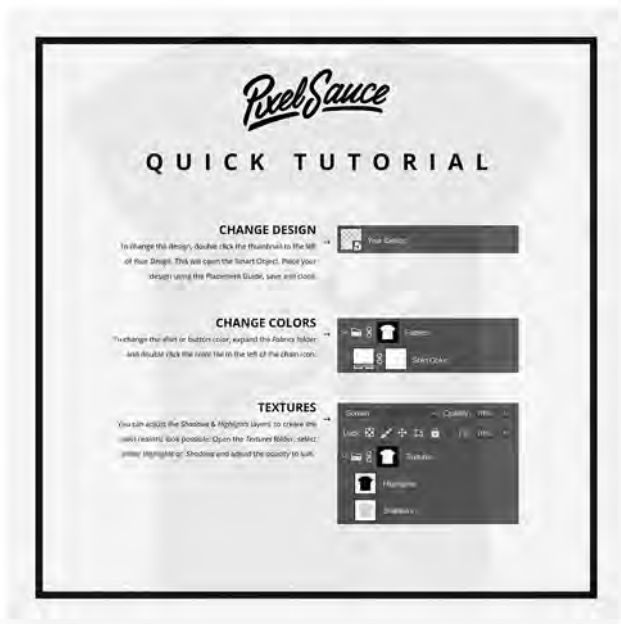 PixelSauce
QUICK TUTORIAL
CHANGE DESIGN
To change the design, double click the thumbnail to the left
of Your Design. This will open the Smart Object. Place your
design using the Placement Guide, save and close.
→
Your Design
CHANGE COLORS
To change the shirt or button color, expand the Fabrics folder
and double click the color tile to the left of the chain icon.
→
Fabrics
Shirt Color
TEXTURES
You can adjust the Shadows & Highlights layers to create the
most realistic look possible. Open the Textures folder, select
either Highlights or Shadows and adjust the opacity to suit.
→
Screen Opacity:
Lock: Fill:
Textures
Highlights
Shadows